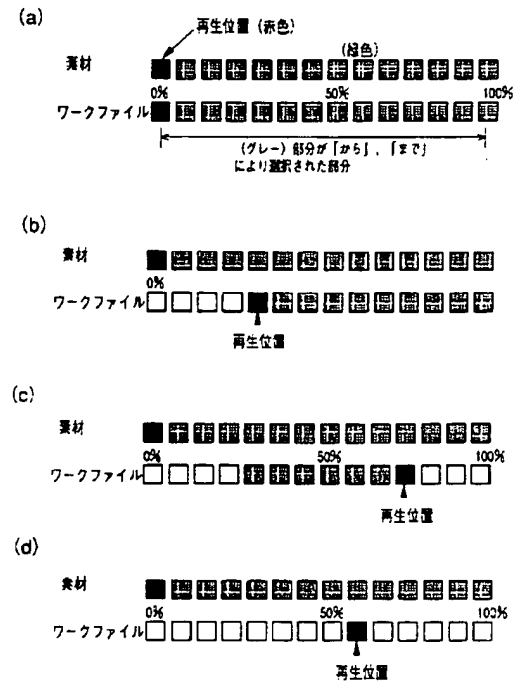 (a)
再生位置 (赤色)
素材
(緑色)
0% 50% 100%
ワークファイル
(グレー) 部分が「から」,「まで」
により選択された部分
(b)
素材
0%
ワークファイル
再生位置
(c)
素材
0% 50% 100%
ワークファイル
再生位置
(d)
素材
0% 50% 100%
ワークファイル
再生位置